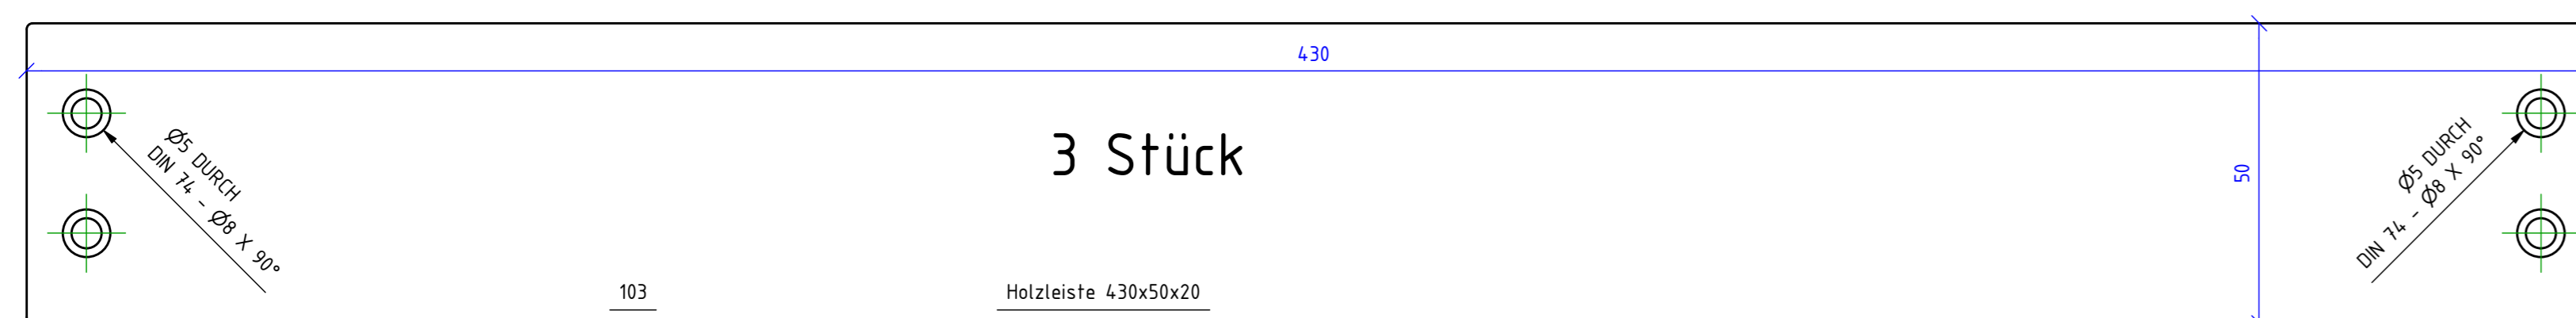 430
3 Stück
Ø5 DURCH
DIN 74 - Ø8 X 90°
50
Ø5 DURCH
DIN 74 - Ø8 X 90°
103
Holzleiste 430x50x20